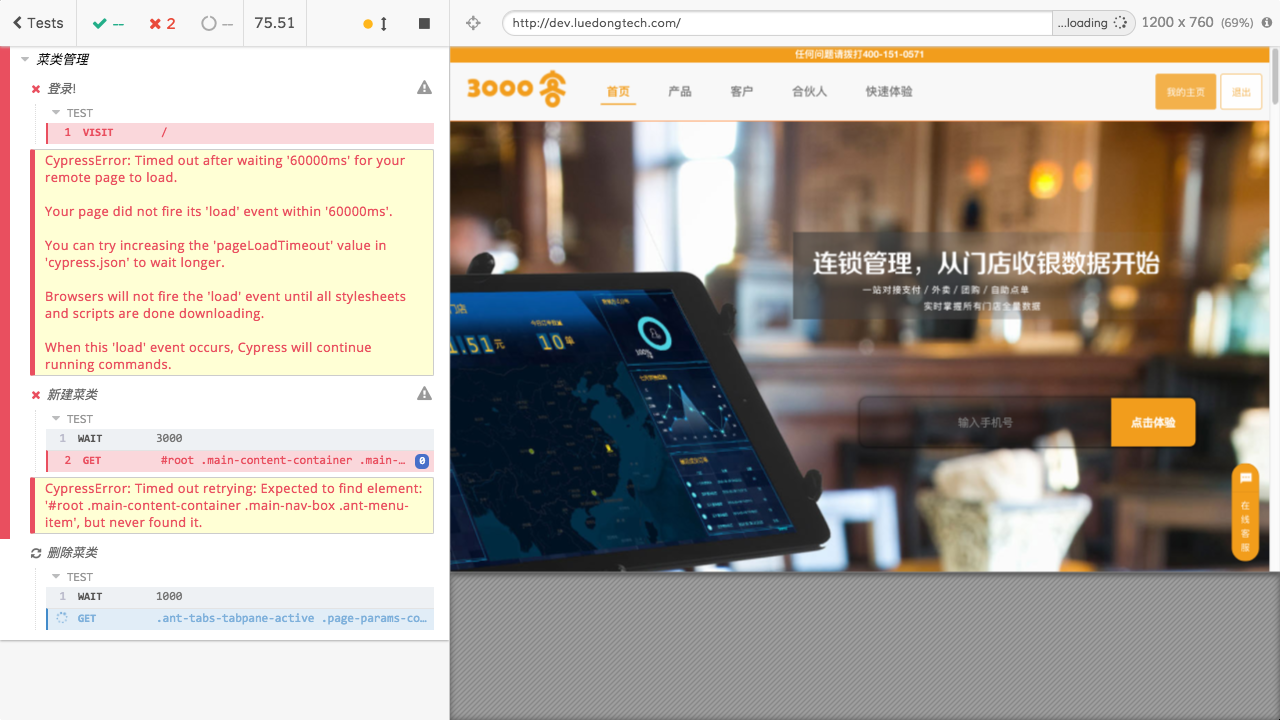 Tests
--
2
--
75.51
http://dev.luedongtech.com/
...loading
1200 x 760 (69%)
菜类管理
登录!
TEST
1 VISIT /
CypressError: Timed out after waiting '60000ms' for your
remote page to load.
Your page did not fire its 'load' event within '60000ms'.
You can try increasing the 'pageLoadTimeout' value in
'cypress.json' to wait longer.
Browsers will not fire the 'load' event until all stylesheets
and scripts are done downloading.
When this 'load' event occurs, Cypress will continue
running commands.
新建菜类
TEST
1 WAIT 3000
2 GET #root .main-content-container .main-... 0
CypressError: Timed out retrying: Expected to find element:
'#root .main-content-container .main-nav-box .ant-menu-
item', but never found it.
删除菜类
TEST
1 WAIT 1000
GET .ant-tabs-tabpane-active .page-params-co...
任何问题请拨打400-151-0571
3000客
首页 产品 客户 合伙人 快速体验
我的主页 退出
连锁管理，从门店收银数据开始
一站对接支付 / 外卖 / 团购 / 自助点单
实时掌握所有门店全量数据
1.51元
10单
100%
输入手机号
点击体验
在线客服